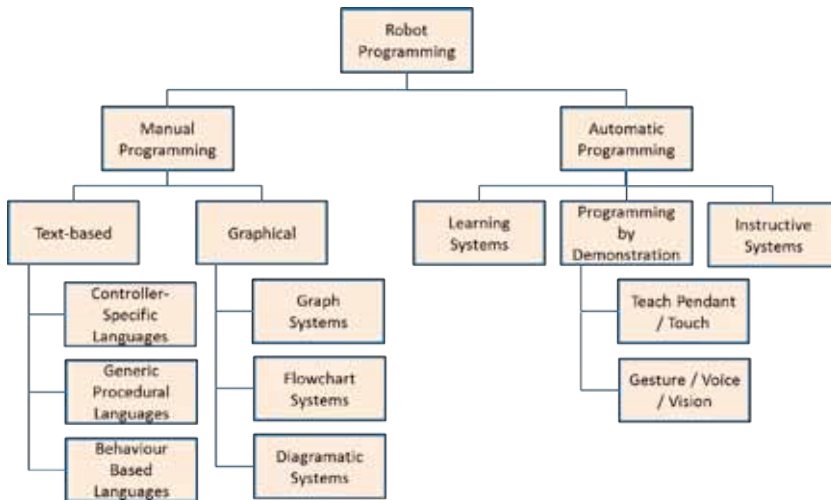 Robot
Programming
Manual
Programming
Automatic
Programming
Text-based
Graphical
Learning
Systems
Programming
by
Demonstration
Instructive
Systems
Controller-
Specific
Languages
Generic
Procedural
Languages
Behaviour
Based
Languages
Graph
Systems
Flowchart
Systems
Diagramatic
Systems
Teach Pendant
/ Touch
Gesture / Voice
/ Vision